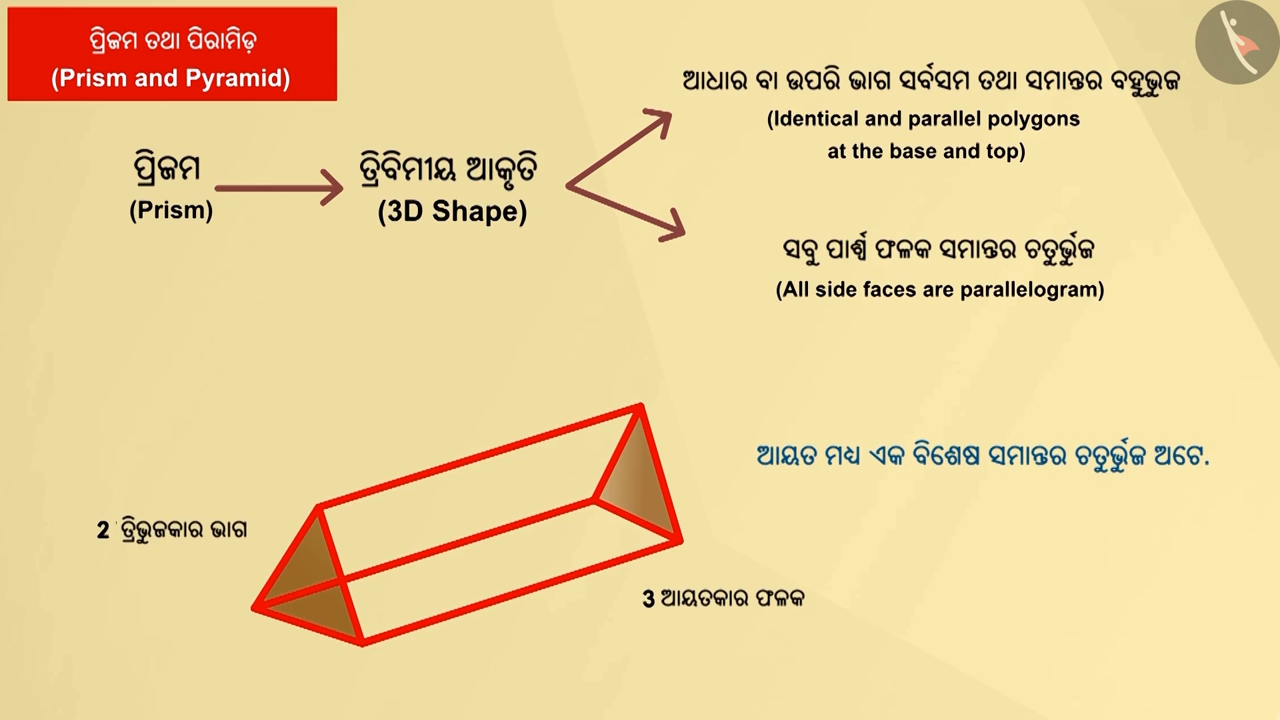 ପ୍ରିଜମ ତଥା ପିରାମିଡ଼
(Prism and Pyramid)
ପ୍ରିଜମ
(Prism)
ତ୍ରିବିମୀୟ ଆକୃତି
(3D Shape)
ଆଧାର ବା ଉପରି ଭାଗ ସର୍ବସମ ତଥା ସମାନ୍ତର ବହୁଭୁଜ
(Identical and parallel polygons
at the base and top)
ସବୁ ପାର୍ଶ୍ଵ ଫଳକ ସମାନ୍ତର ଚତୁର୍ଭୁଜ
(All side faces are parallelogram)
ଆୟତ ମଧ୍ୟ ଏକ ବିଶେଷ ସମାନ୍ତର ଚତୁର୍ଭୁଜ ଅଟେ.
2 ତ୍ରିଭୁଜକାର ଭାଗ
3 ଆୟତକାର ଫଳକ